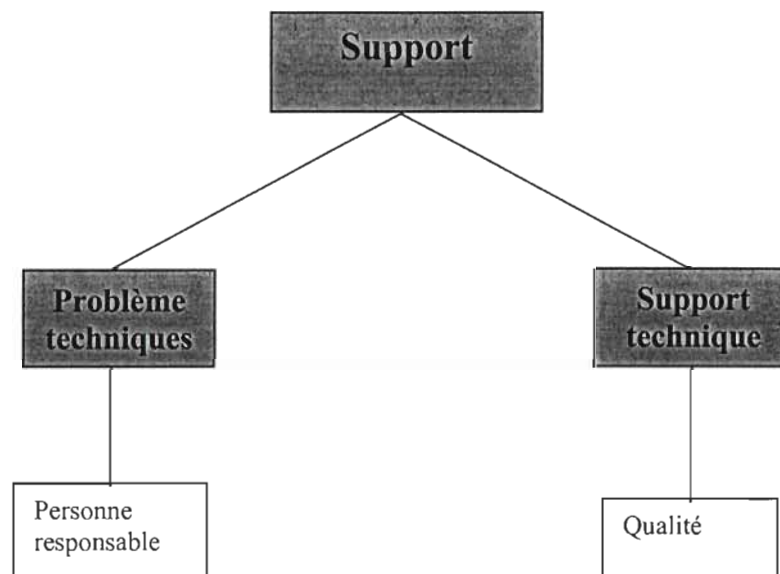 Support
Problème
techniques
Support
technique
Personne
responsable
Qualité